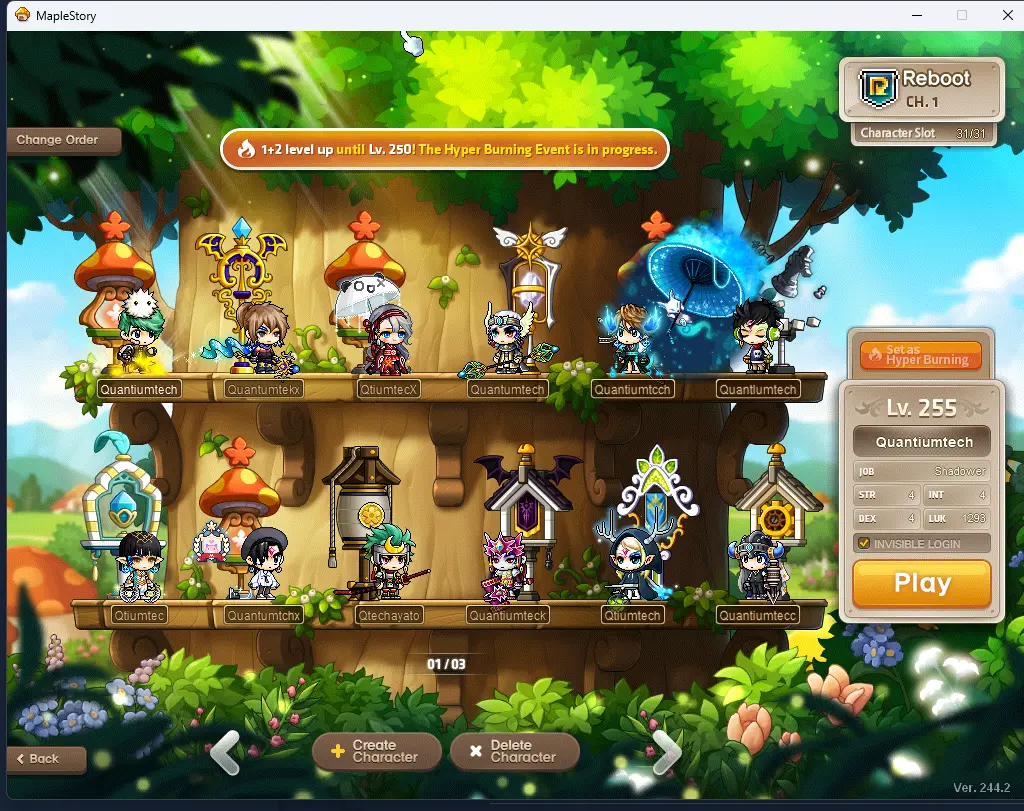 MapleStory
Reboot
CH. 1
Character Slot 31/31
Change Order
1+2 level up until Lv. 250! The Hyper Burning Event is in progress.
Quantiumtech
Quantumtekx
QtiumtecX
Quantumtech
Quantiumtcch
Quantlumtech
Set as
Hyper Burning
Lv. 255
Quantiumtech
JOB Shadower
STR 4 INT 4
DEX 4 LUK 1293
INVISIBLE LOGIN
Play
Qtiumtec
Quantumtchx
Qtechayato
Quantiumteck
Qtiumtech
Quantiumtecc
01 / 03
Create
Character
Delete
Character
Back
Ver. 244.2